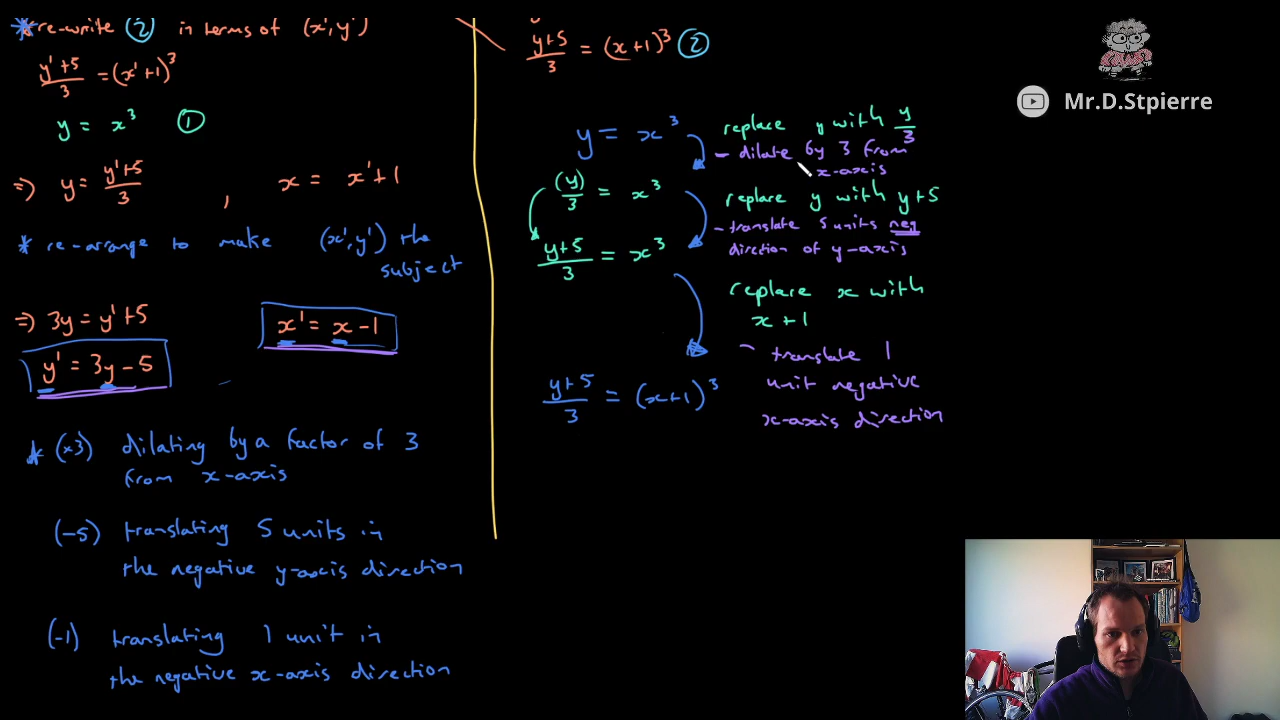 *re-write ② in terms of (x',y')
y'+5/3 = (x'+1)³
y = x³ ①
=> y = y'+5/3 , x = x'+1
* re-arrange to make (x',y') the
subject
=> 3y = y'+5 x' = x-1
y' = 3y-5
* (x3) dilating by a factor of 3
from x-axis
(-5) translating 5 units in
the negative y-axis direction
(-1) translating 1 unit in
the negative x-axis direction
y+5/3 = (x+1)³ ②
y = x³
replace y with y/3
- dilate by 3 from
x-axis
(y)/3 = x³
replace y with y+5
- translate 5 units neg
direction of y-axis
y+5/3 = x³
replace x with
x+1
- translate 1
unit negative
x-axis direction
y+5/3 = (x+1)³
Mr.D.Stpierre